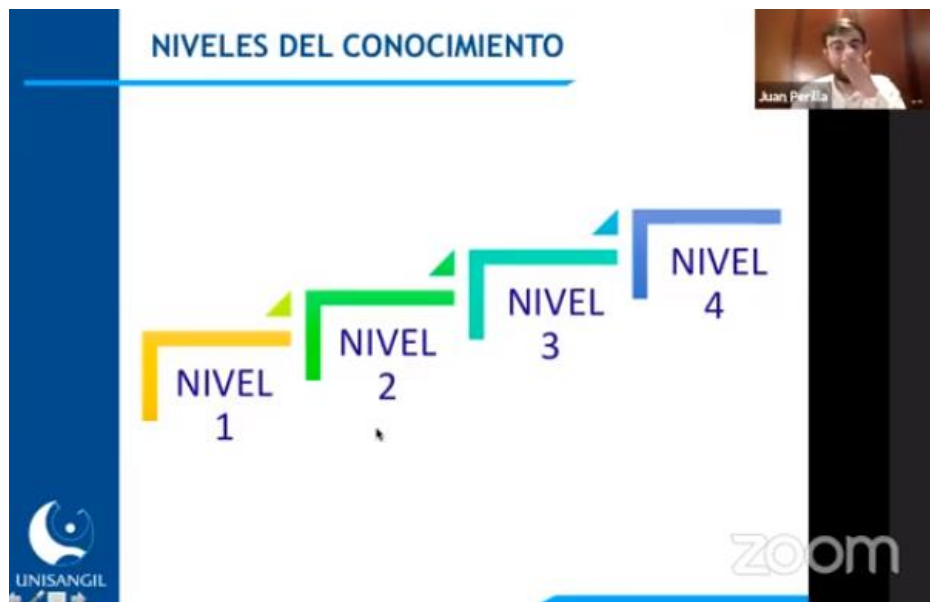 NIVELES DEL CONOCIMIENTO
Juan Perilla
NIVEL
1
NIVEL
2
NIVEL
3
NIVEL
4
UNISANGIL
zoom